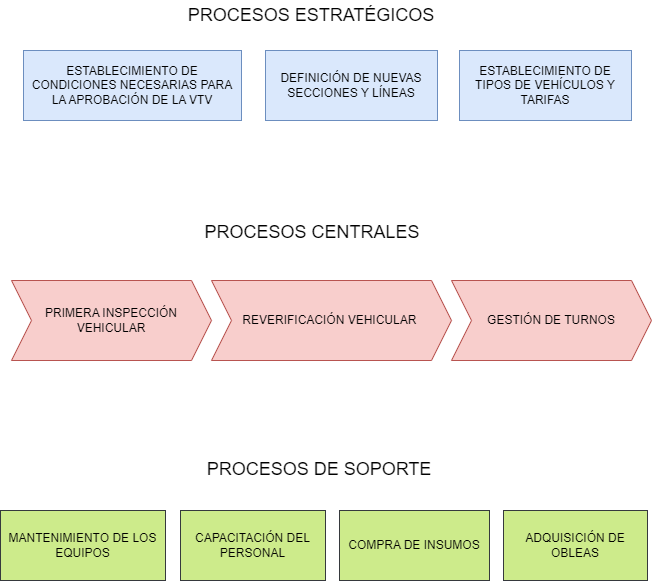 PROCESOS ESTRATÉGICOS
ESTABLECIMIENTO DE
CONDICIONES NECESARIAS PARA
LA APROBACIÓN DE LA VTV
DEFINICIÓN DE NUEVAS
SECCIONES Y LÍNEAS
ESTABLECIMIENTO DE
TIPOS DE VEHÍCULOS Y
TARIFAS
PROCESOS CENTRALES
PRIMERA INSPECCIÓN
VEHICULAR
REVERIFICACIÓN VEHICULAR
GESTIÓN DE TURNOS
PROCESOS DE SOPORTE
MANTENIMIENTO DE LOS
EQUIPOS
CAPACITACIÓN DEL
PERSONAL
COMPRA DE INSUMOS
ADQUISICIÓN DE
OBLEAS